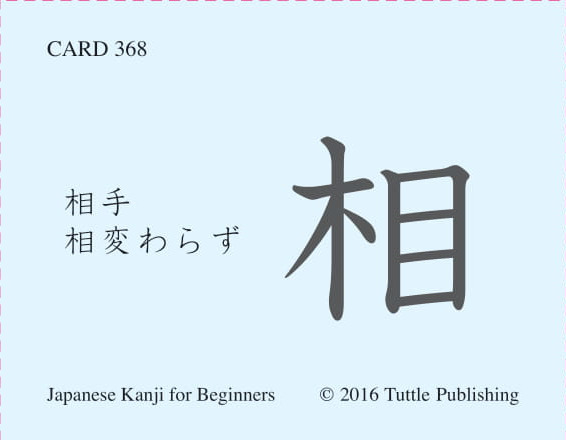 CARD 368
相手
相変わらず
相
Japanese Kanji for Beginners
© 2016 Tuttle Publishing